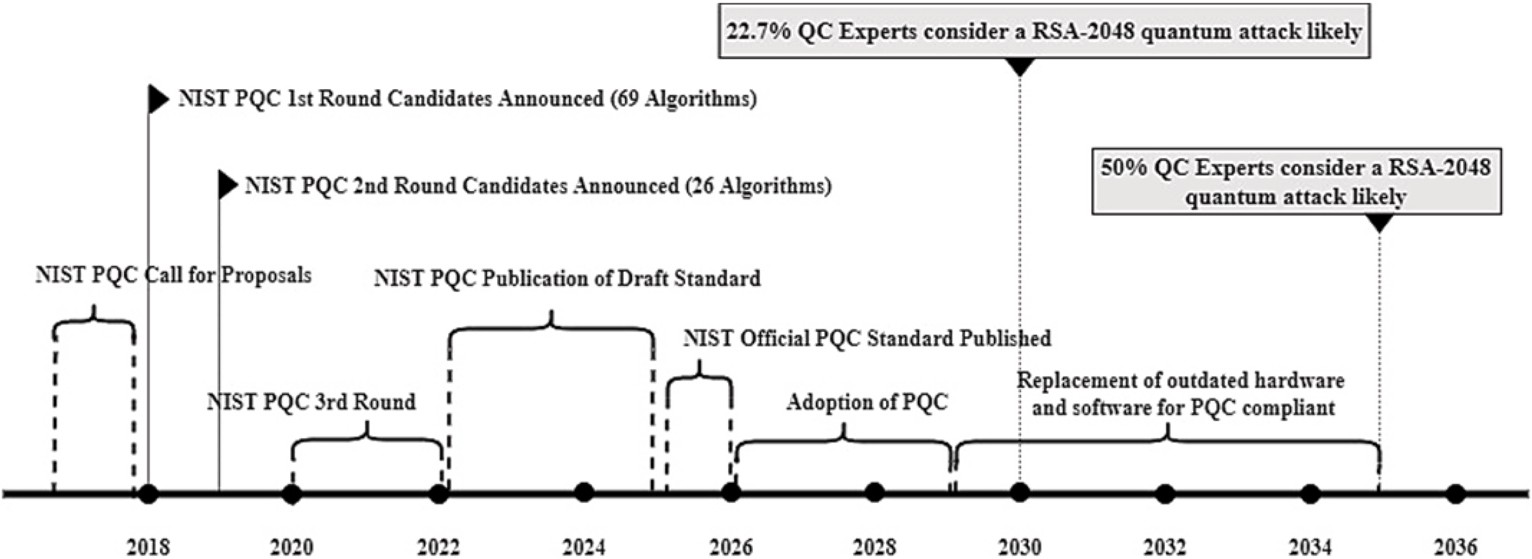 22.7% QC Experts consider a RSA-2048 quantum attack likely
NIST PQC 1st Round Candidates Announced (69 Algorithms)
50% QC Experts consider a RSA-2048
quantum attack likely
NIST PQC 2nd Round Candidates Announced (26 Algorithms)
NIST PQC Call for Proposals
NIST PQC Publication of Draft Standard
NIST Official PQC Standard Published
Replacement of outdated hardware
and software for PQC compliant
NIST PQC 3rd Round
Adoption of PQC
2018
2020
2022
2024
2026
2028
2030
2032
2034
2036